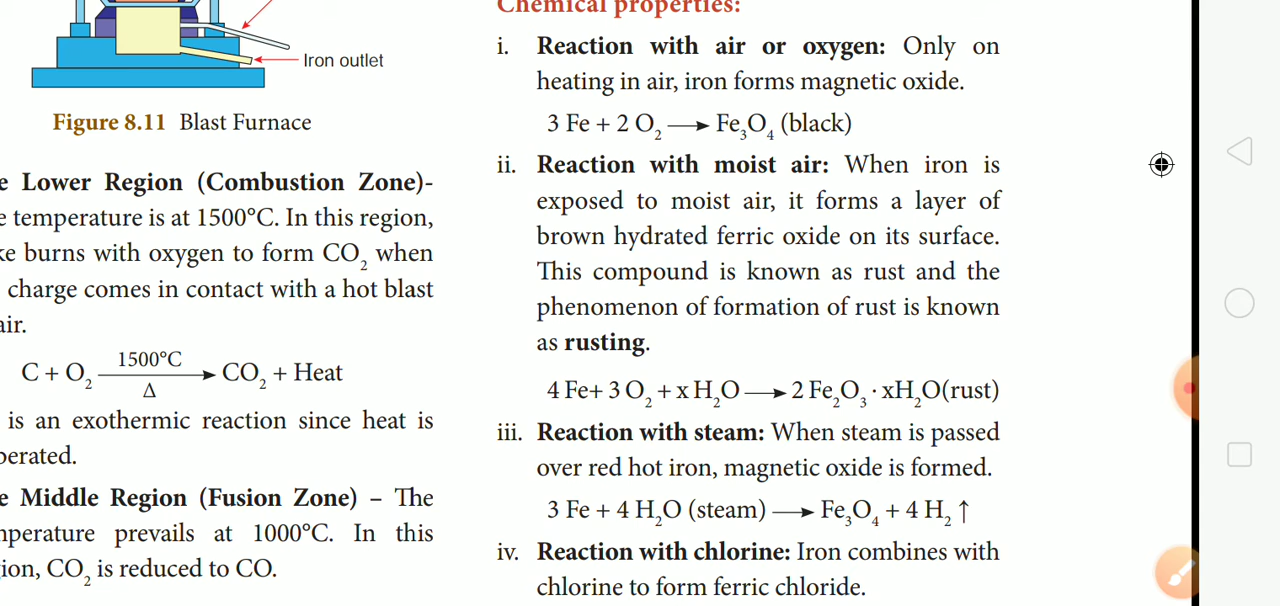 Iron outlet
Figure 8.11 Blast Furnace
Lower Region (Combustion Zone)-
temperature is at 1500°C. In this region,
burns with oxygen to form CO₂ when
charge comes in contact with a hot blast
air.
C + O₂ 1500°C Δ ⟶ CO₂ + Heat
is an exothermic reaction since heat is
Middle Region (Fusion Zone) – The
prevails at 1000°C. In this
CO₂ is reduced to CO.
Chemical properties:
i. Reaction with air or oxygen: Only on
heating in air, iron forms magnetic oxide.
3 Fe + 2 O₂ ⟶ Fe₃O₄ (black)
ii. Reaction with moist air: When iron is
exposed to moist air, it forms a layer of
brown hydrated ferric oxide on its surface.
This compound is known as rust and the
phenomenon of formation of rust is known
as rusting.
4 Fe+ 3 O₂ + x H₂O ⟶ 2 Fe₂O₃ · xH₂O(rust)
iii. Reaction with steam: When steam is passed
over red hot iron, magnetic oxide is formed.
3 Fe + 4 H₂O (steam) ⟶ Fe₃O₄ + 4 H₂ ↑
iv. Reaction with chlorine: Iron combines with
chlorine to form ferric chloride.